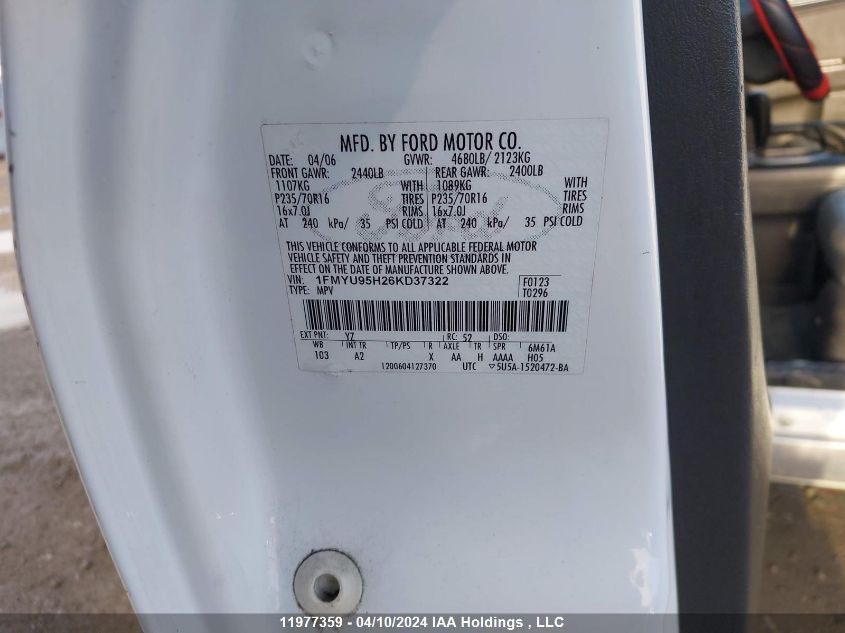 MFD. BY FORD MOTOR CO.
DATE: 04/06 GVWR: 4680LB/ 2123KG
FRONT GAWR: 2440LB REAR GAWR: 2400LB
1107KG WITH 1089KG WITH
P235/70R16 TIRES P235/70R16 TIRES
16x7.0J RIMS 16x7.0J RIMS
AT 240 kPa/ 35 PSI COLD AT 240 kPa/ 35 PSI COLD
THIS VEHICLE CONFORMS TO ALL APPLICABLE FEDERAL MOTOR
VEHICLE SAFETY AND THEFT PREVENTION STANDARDS IN
EFFECT ON THE DATE OF MANUFACTURE SHOWN ABOVE.
VIN: 1FMYU95H26KD37322 F0123
TYPE: MPV T0296
EXT PNT: YZ RC: 52 DSO:
WB INT TR TP/PS R AXLE TR SPR 6M61A
103 A2 X AA H AAAA H05
1200604127370 UTC ▽5U5A-1520472-BA
11977359 - 04/10/2024 IAA Holdings , LLC